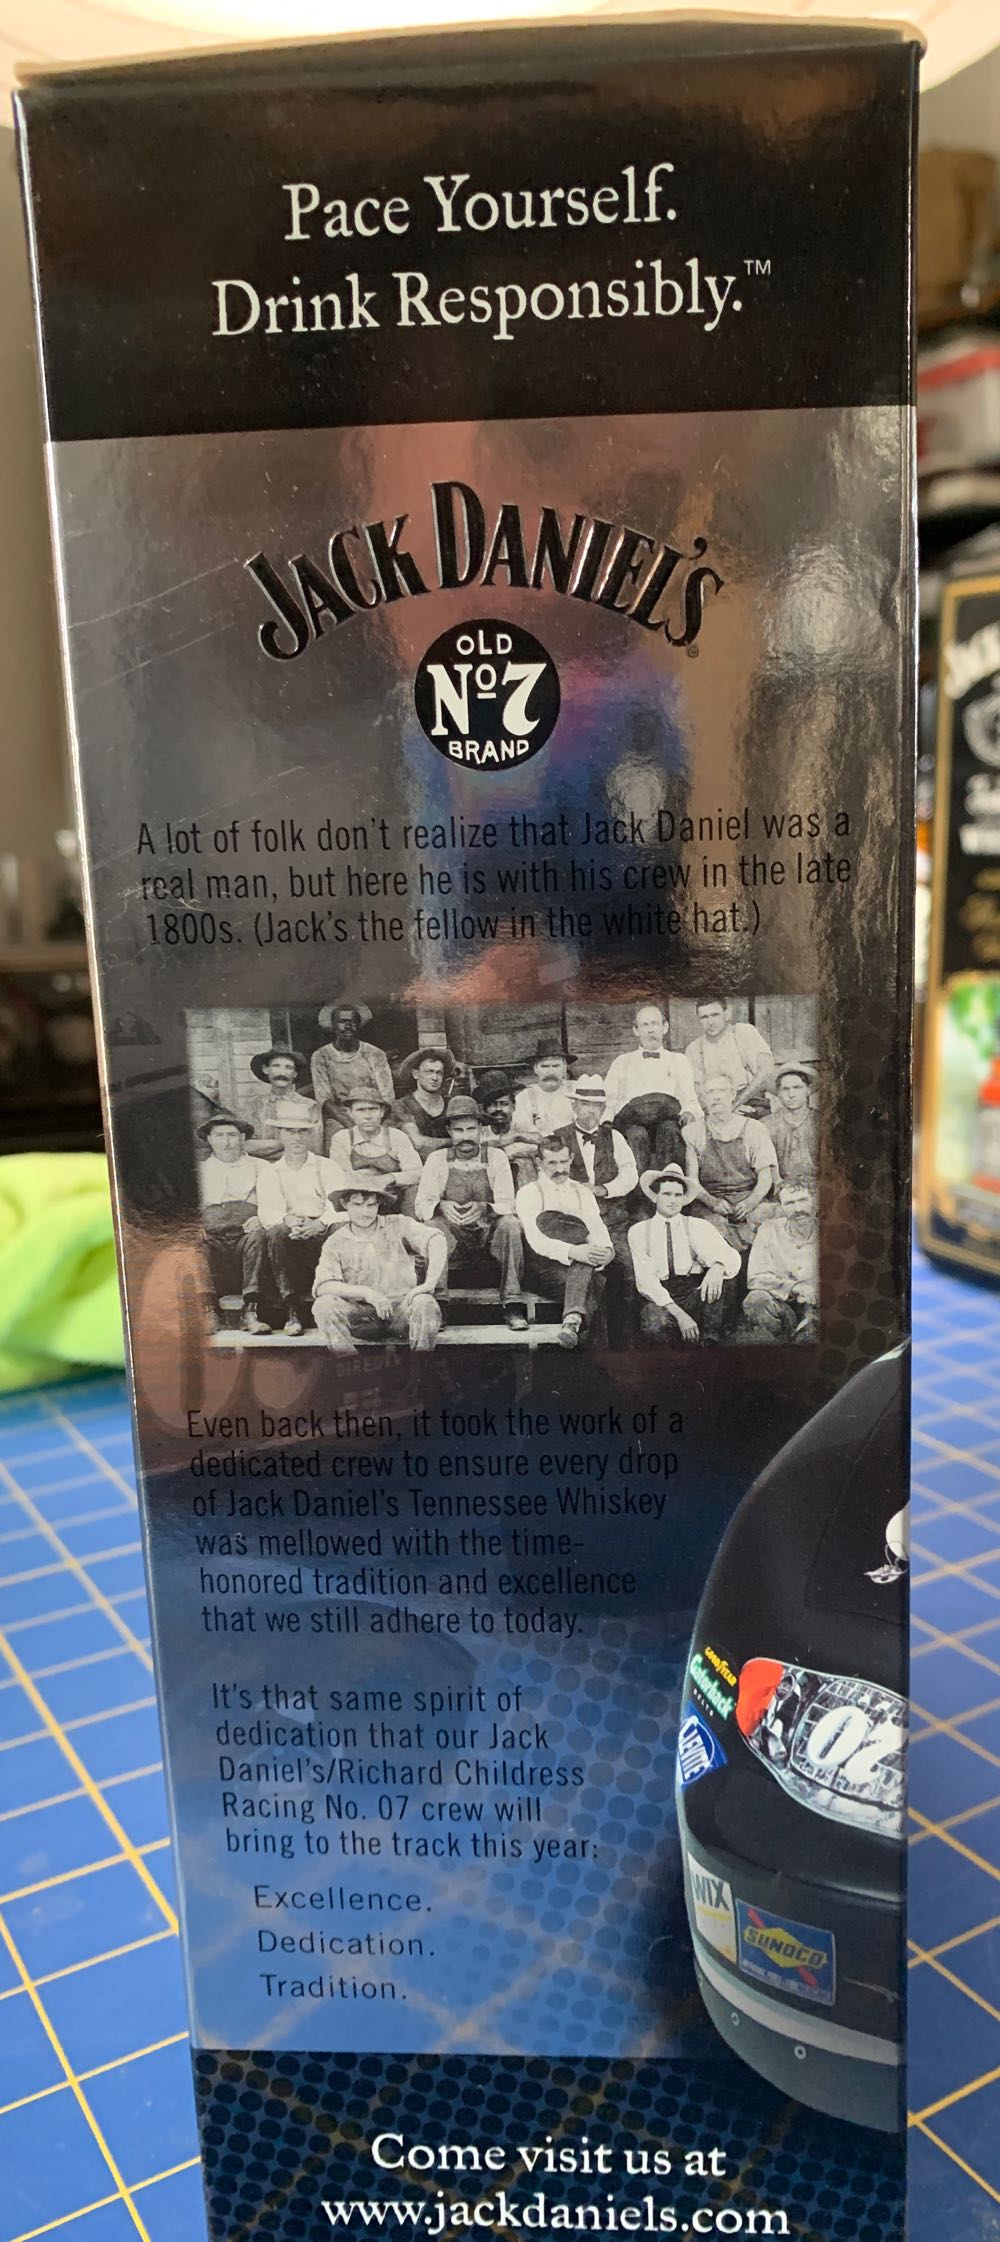 Pace Yourself.
Drink Responsibly.™
JACK DANIEL'S
OLD
Nº7
BRAND
A lot of folk don't realize that Jack Daniel was a
real man, but here he is with his crew in the late
1800s. (Jack's the fellow in the white hat.)
Even back then, it took the work of a
dedicated crew to ensure every drop
of Jack Daniel's Tennessee Whiskey
was mellowed with the time-
honored tradition and excellence
that we still adhere to today.
It's that same spirit of
dedication that our Jack
Daniel's/Richard Childress
Racing No. 07 crew will
bring to the track this year:
Excellence.
Dedication.
Tradition.
GOODYEAR
Gatorback
BELTS
WIX
SUNOCO
Come visit us at
www.jackdaniels.com